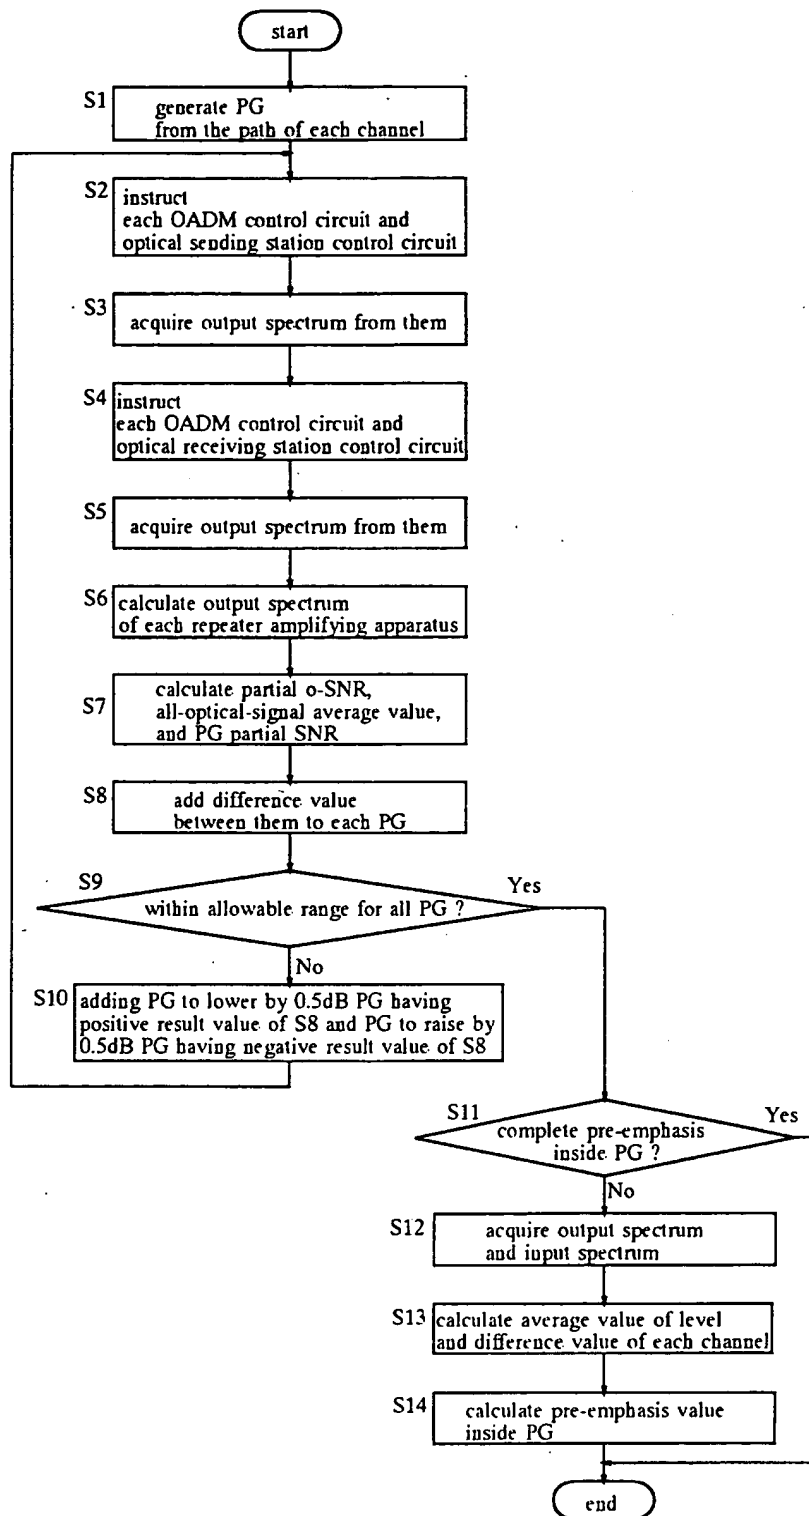 start
S1
generate PG
from the path of each channel
S2
instruct
each OADM control circuit and
optical sending station control circuit
S3
acquire output spectrum from them
S4
instruct
each OADM control circuit and
optical receiving station control circuit
S5
acquire output spectrum from them
S6
calculate output spectrum
of each repeater amplifying apparatus
S7
calculate partial o-SNR,
all-optical-signal average value,
and PG partial SNR
S8
add difference value
between them to each PG
S9
Yes
within allowable range for all PG ?
No
S10
adding PG to lower by 0.5dB PG having
positive result value of S8 and PG to raise by
0.5dB PG having negative result value of S8
S11
Yes
complete pre-emphasis
inside PG ?
No
S12
acquire output spectrum
and input spectrum
S13
calculate average value of level
and difference value of each channel
S14
calculate pre-emphasis value
inside PG
end